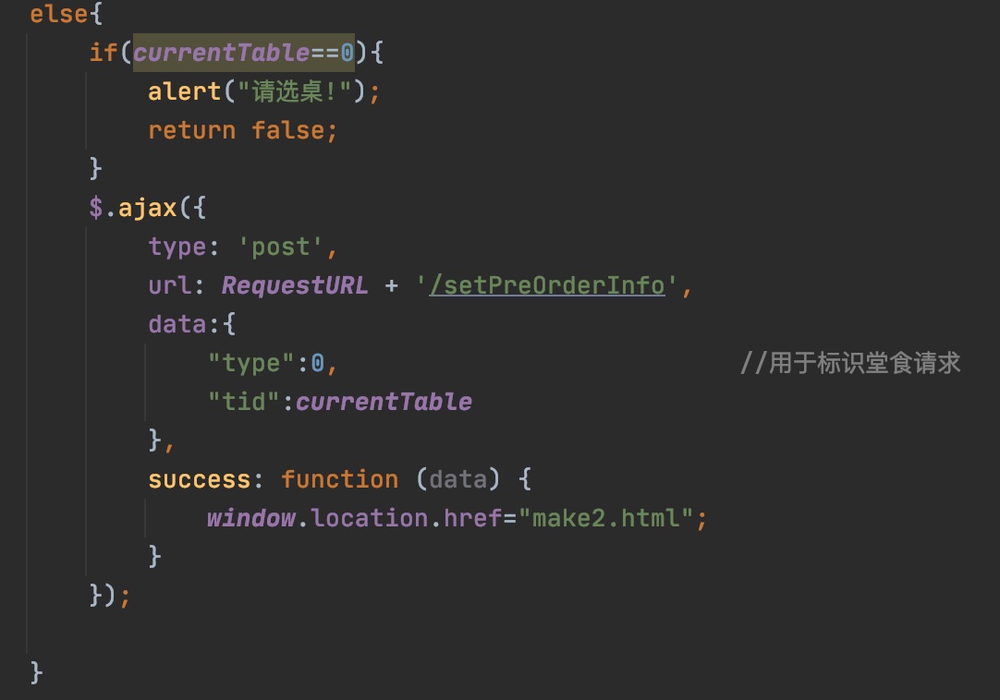 else{
if(currentTable==0){
alert("请选桌!");
return false;
}
$.ajax({
type: 'post',
url: RequestURL + '/setPreOrderInfo',
data:{
"type":0, //用于标识堂食请求
"tid":currentTable
},
success: function (data) {
window.location.href="make2.html";
}
});
}